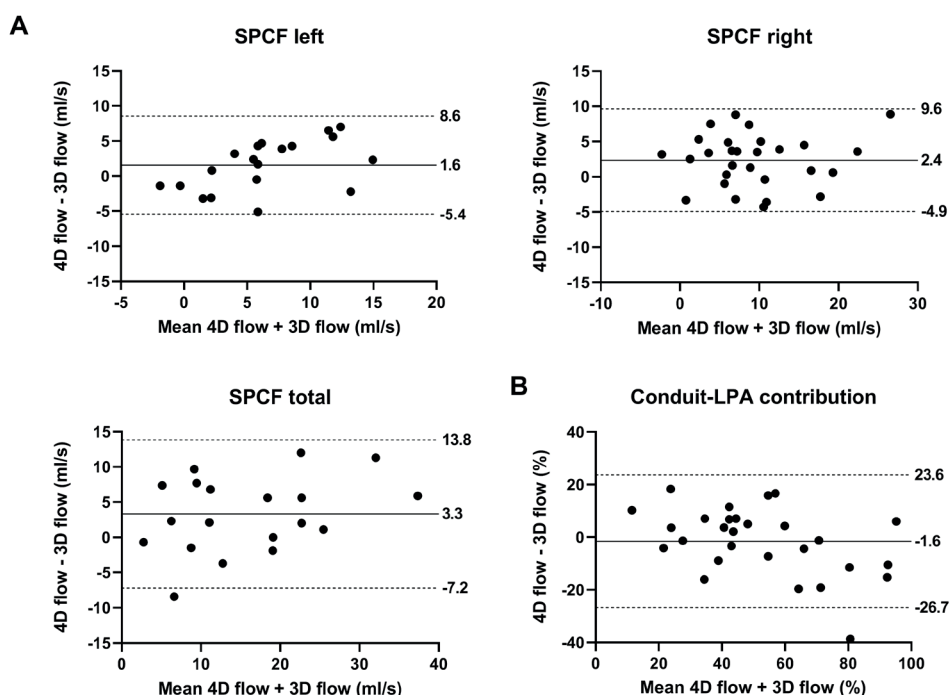 A
SPCF left
4D flow - 3D flow (ml/s)
15
10
5
0
-5
-10
-15
8.6
1.6
-5.4
-5 0 5 10 15 20
Mean 4D flow + 3D flow (ml/s)
SPCF right
4D flow - 3D flow (ml/s)
15
10
5
0
-5
-10
-15
9.6
2.4
-4.9
-10 0 10 20 30
Mean 4D flow + 3D flow (ml/s)
SPCF total
4D flow - 3D flow (ml/s)
15
10
5
0
-5
-10
-15
13.8
3.3
-7.2
0 10 20 30 40
Mean 4D flow + 3D flow (ml/s)
B
Conduit-LPA contribution
4D flow - 3D flow (%)
40
20
0
-20
-40
23.6
-1.6
-26.7
0 20 40 60 80 100
Mean 4D flow + 3D flow (%)